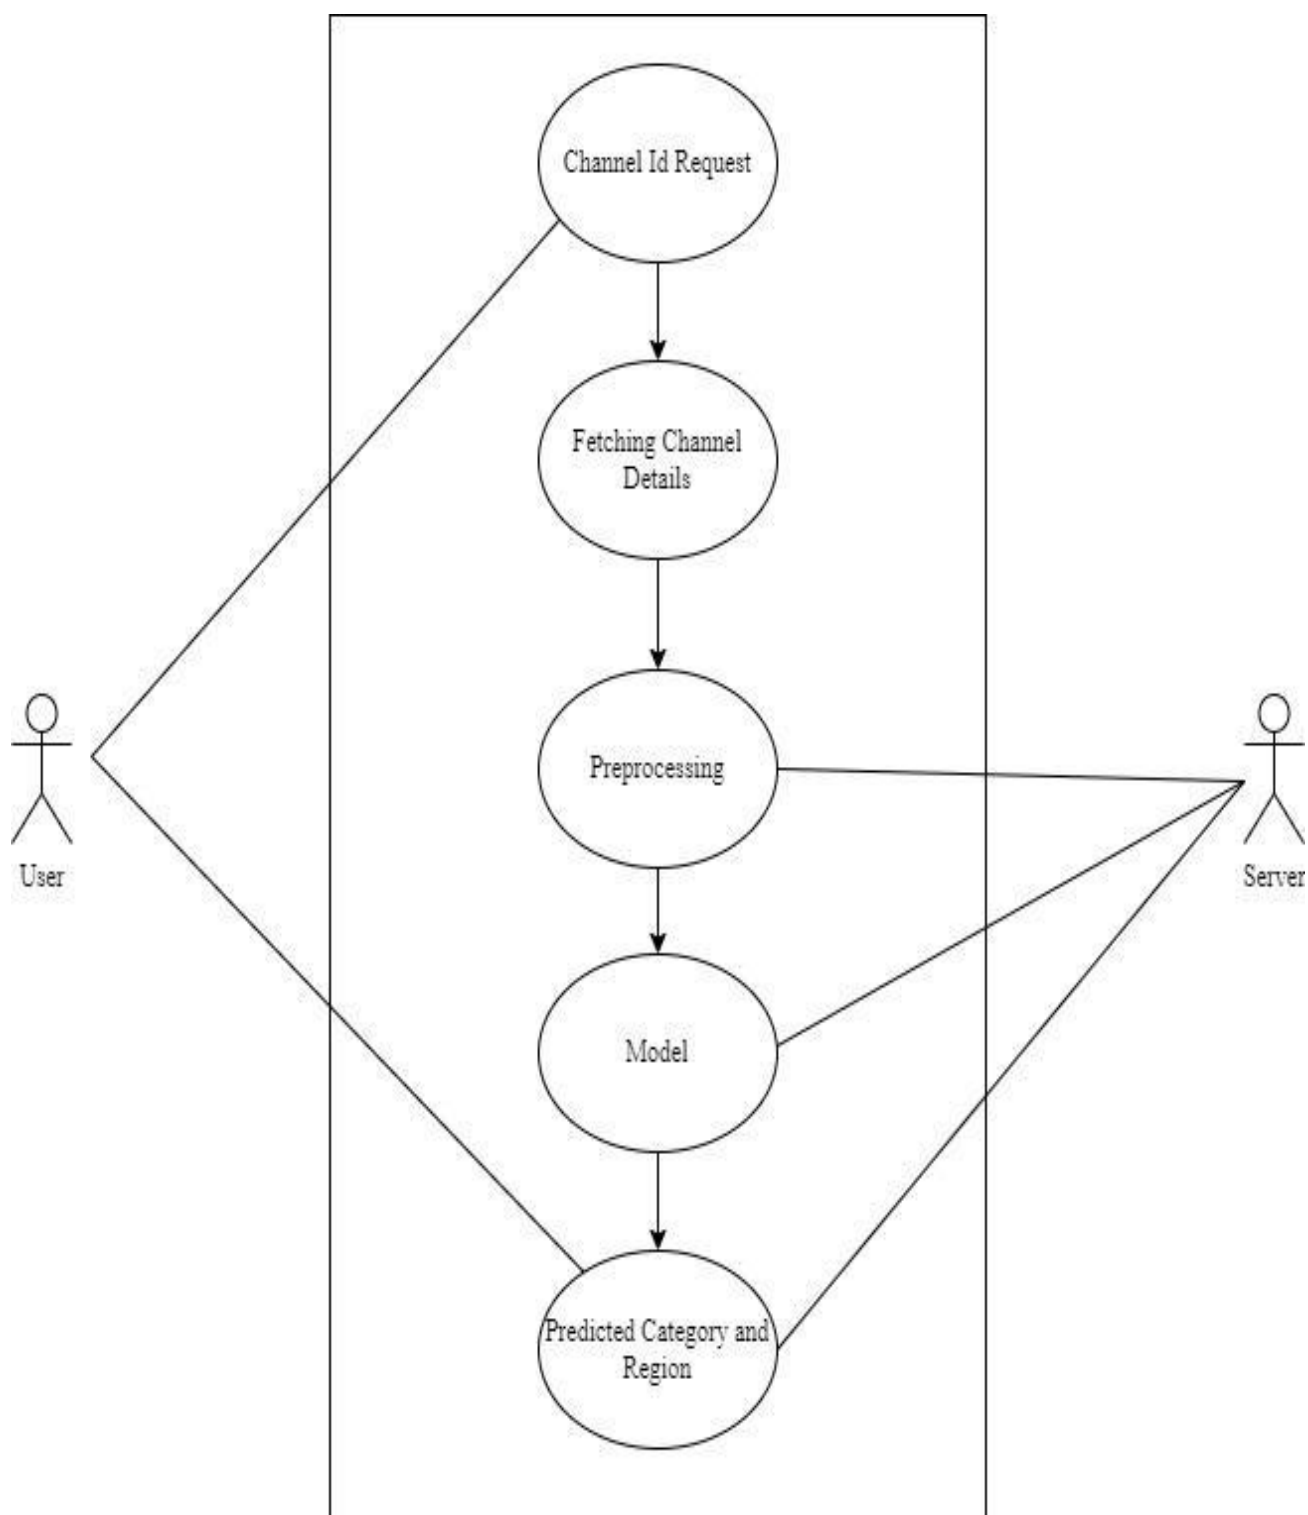 Channel Id Request
Fetching Channel
Details
Preprocessing
User
Server
Model
Predicted Category and
Region